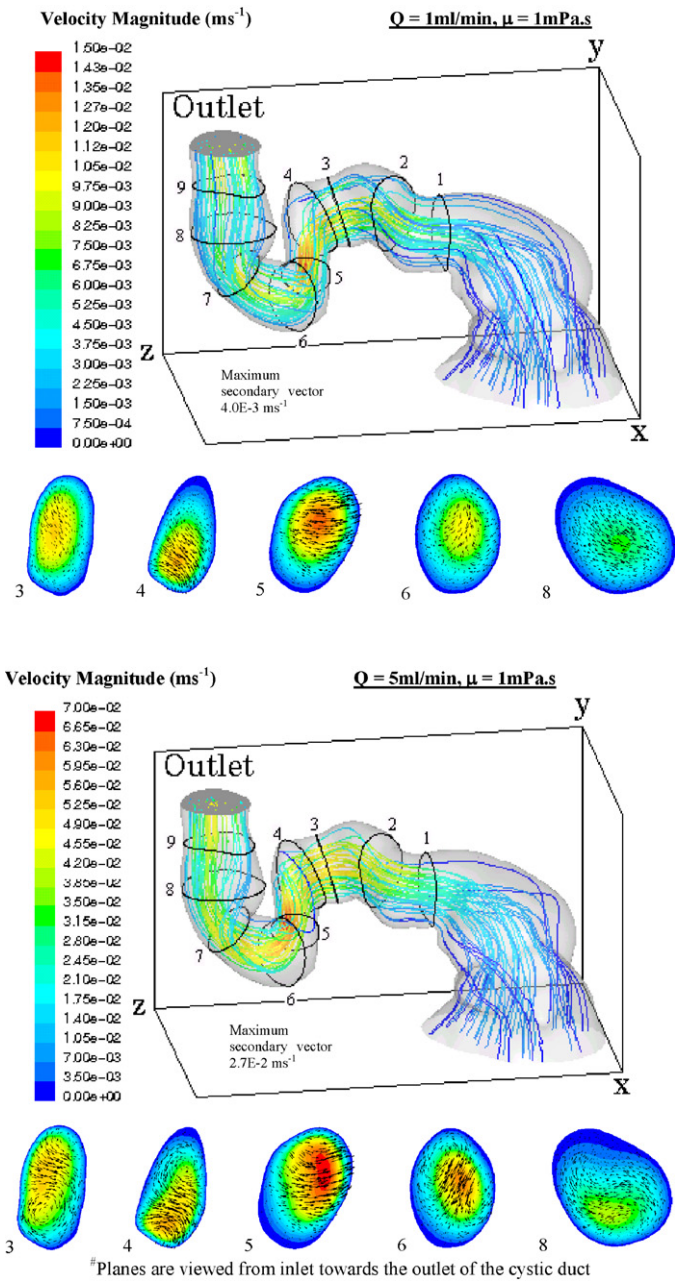 Velocity Magnitude (ms-1)
Q = 1ml/min, μ = 1mPa.s
1.50e-02
1.43e-02
1.35e-02
1.27e-02
1.20e-02
1.12e-02
1.05e-02
9.75e-03
9.00e-03
8.25e-03
7.50e-03
6.75e-03
6.00e-03
5.25e-03
4.50e-03
3.75e-03
3.00e-03
2.25e-03
1.50e-03
7.50e-04
0.00e+00
y
Outlet
4 3 2 1
9
8
5
7
6
z
x
Maximum
secondary vector
4.0E-3 ms-1
3 4 5 6 8
Velocity Magnitude (ms-1)
Q = 5ml/min, μ = 1mPa.s
7.00e-02
6.65e-02
6.30e-02
5.95e-02
5.60e-02
5.25e-02
4.90e-02
4.55e-02
4.20e-02
3.85e-02
3.50e-02
3.15e-02
2.80e-02
2.45e-02
2.10e-02
1.75e-02
1.40e-02
1.05e-02
7.00e-03
3.50e-03
0.00e+00
y
Outlet
4 3 2 1
9
8
5
7
6
z
x
Maximum
secondary vector
2.7E-2 ms-1
3 4 5 6 8
#Planes are viewed from inlet towards the outlet of the cystic duct